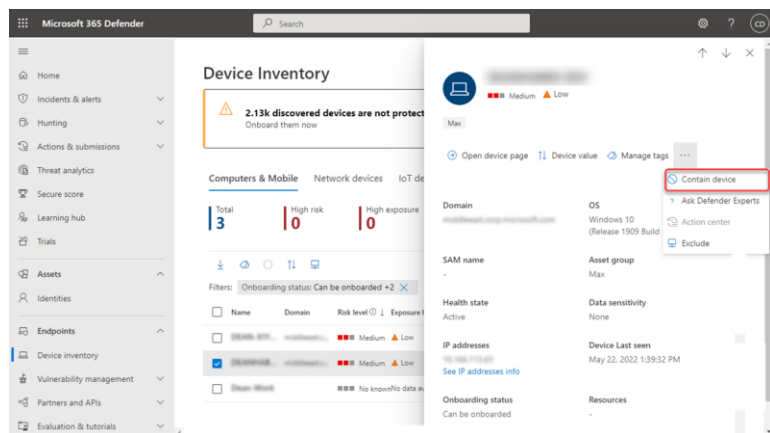 Microsoft 365 Defender
Search
CD
Home
Incidents & alerts
Hunting
Actions & submissions
Threat analytics
Secure score
Learning hub
Trials
Assets
Identities
Endpoints
Device inventory
Vulnerability management
Partners and APIs
Evaluation & tutorials
Device Inventory
2.13k discovered devices are not protect
Onboard them now
Computers & Mobile Network devices IoT de
Total
3
High risk
0
High exposure
0
Filters: Onboarding status: Can be onboarded +2
Name Domain Risk level Exposure l
Medium Low
Medium Low
Dean-Work No known No data av
Medium Low
Max
Open device page Device value Manage tags ...
Contain device
Ask Defender Experts
Action center
Exclude
Domain
OS
Windows 10
(Release 1909 Build
SAM name
-
Asset group
Max
Health state
Active
Data sensitivity
None
IP addresses
See IP addresses info
Device Last seen
May 22, 2022 1:39:32 PM
Onboarding status
Can be onboarded
Resources
-